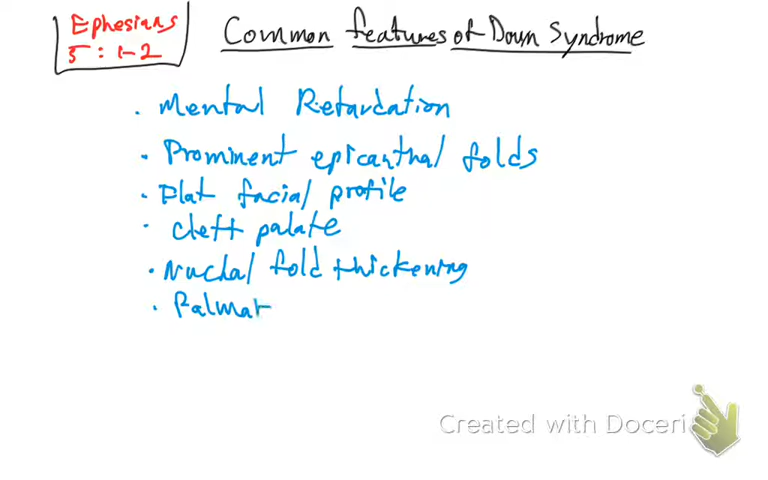 Ephesians
5:1-2
Common features of Down Syndrome
• Mental Retardation
• Prominent epicanthal folds
• Flat facial profile
• Cleft palate
• Nuchal fold thickening
• Palmar
Created with Doceri